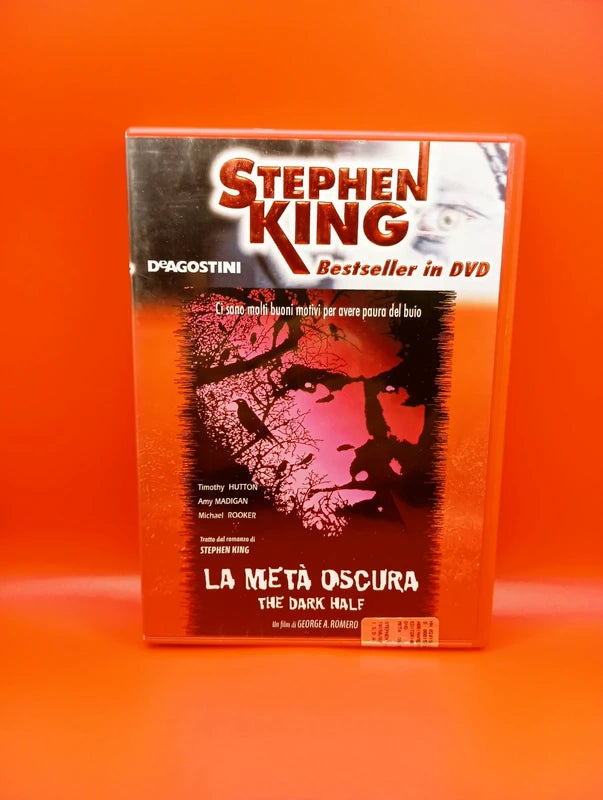 STEPHEN
KING
DeAGOSTINI
Bestseller in DVD
Ci sono molti buoni motivi per avere paura del buio
Timothy HUTTON
Amy MADIGAN
Michael ROOKER
Tratto dal romanzo di
STEPHEN KING
LA METÀ OSCURA
THE DARK HALF
Un film di GEORGE A. ROMERO